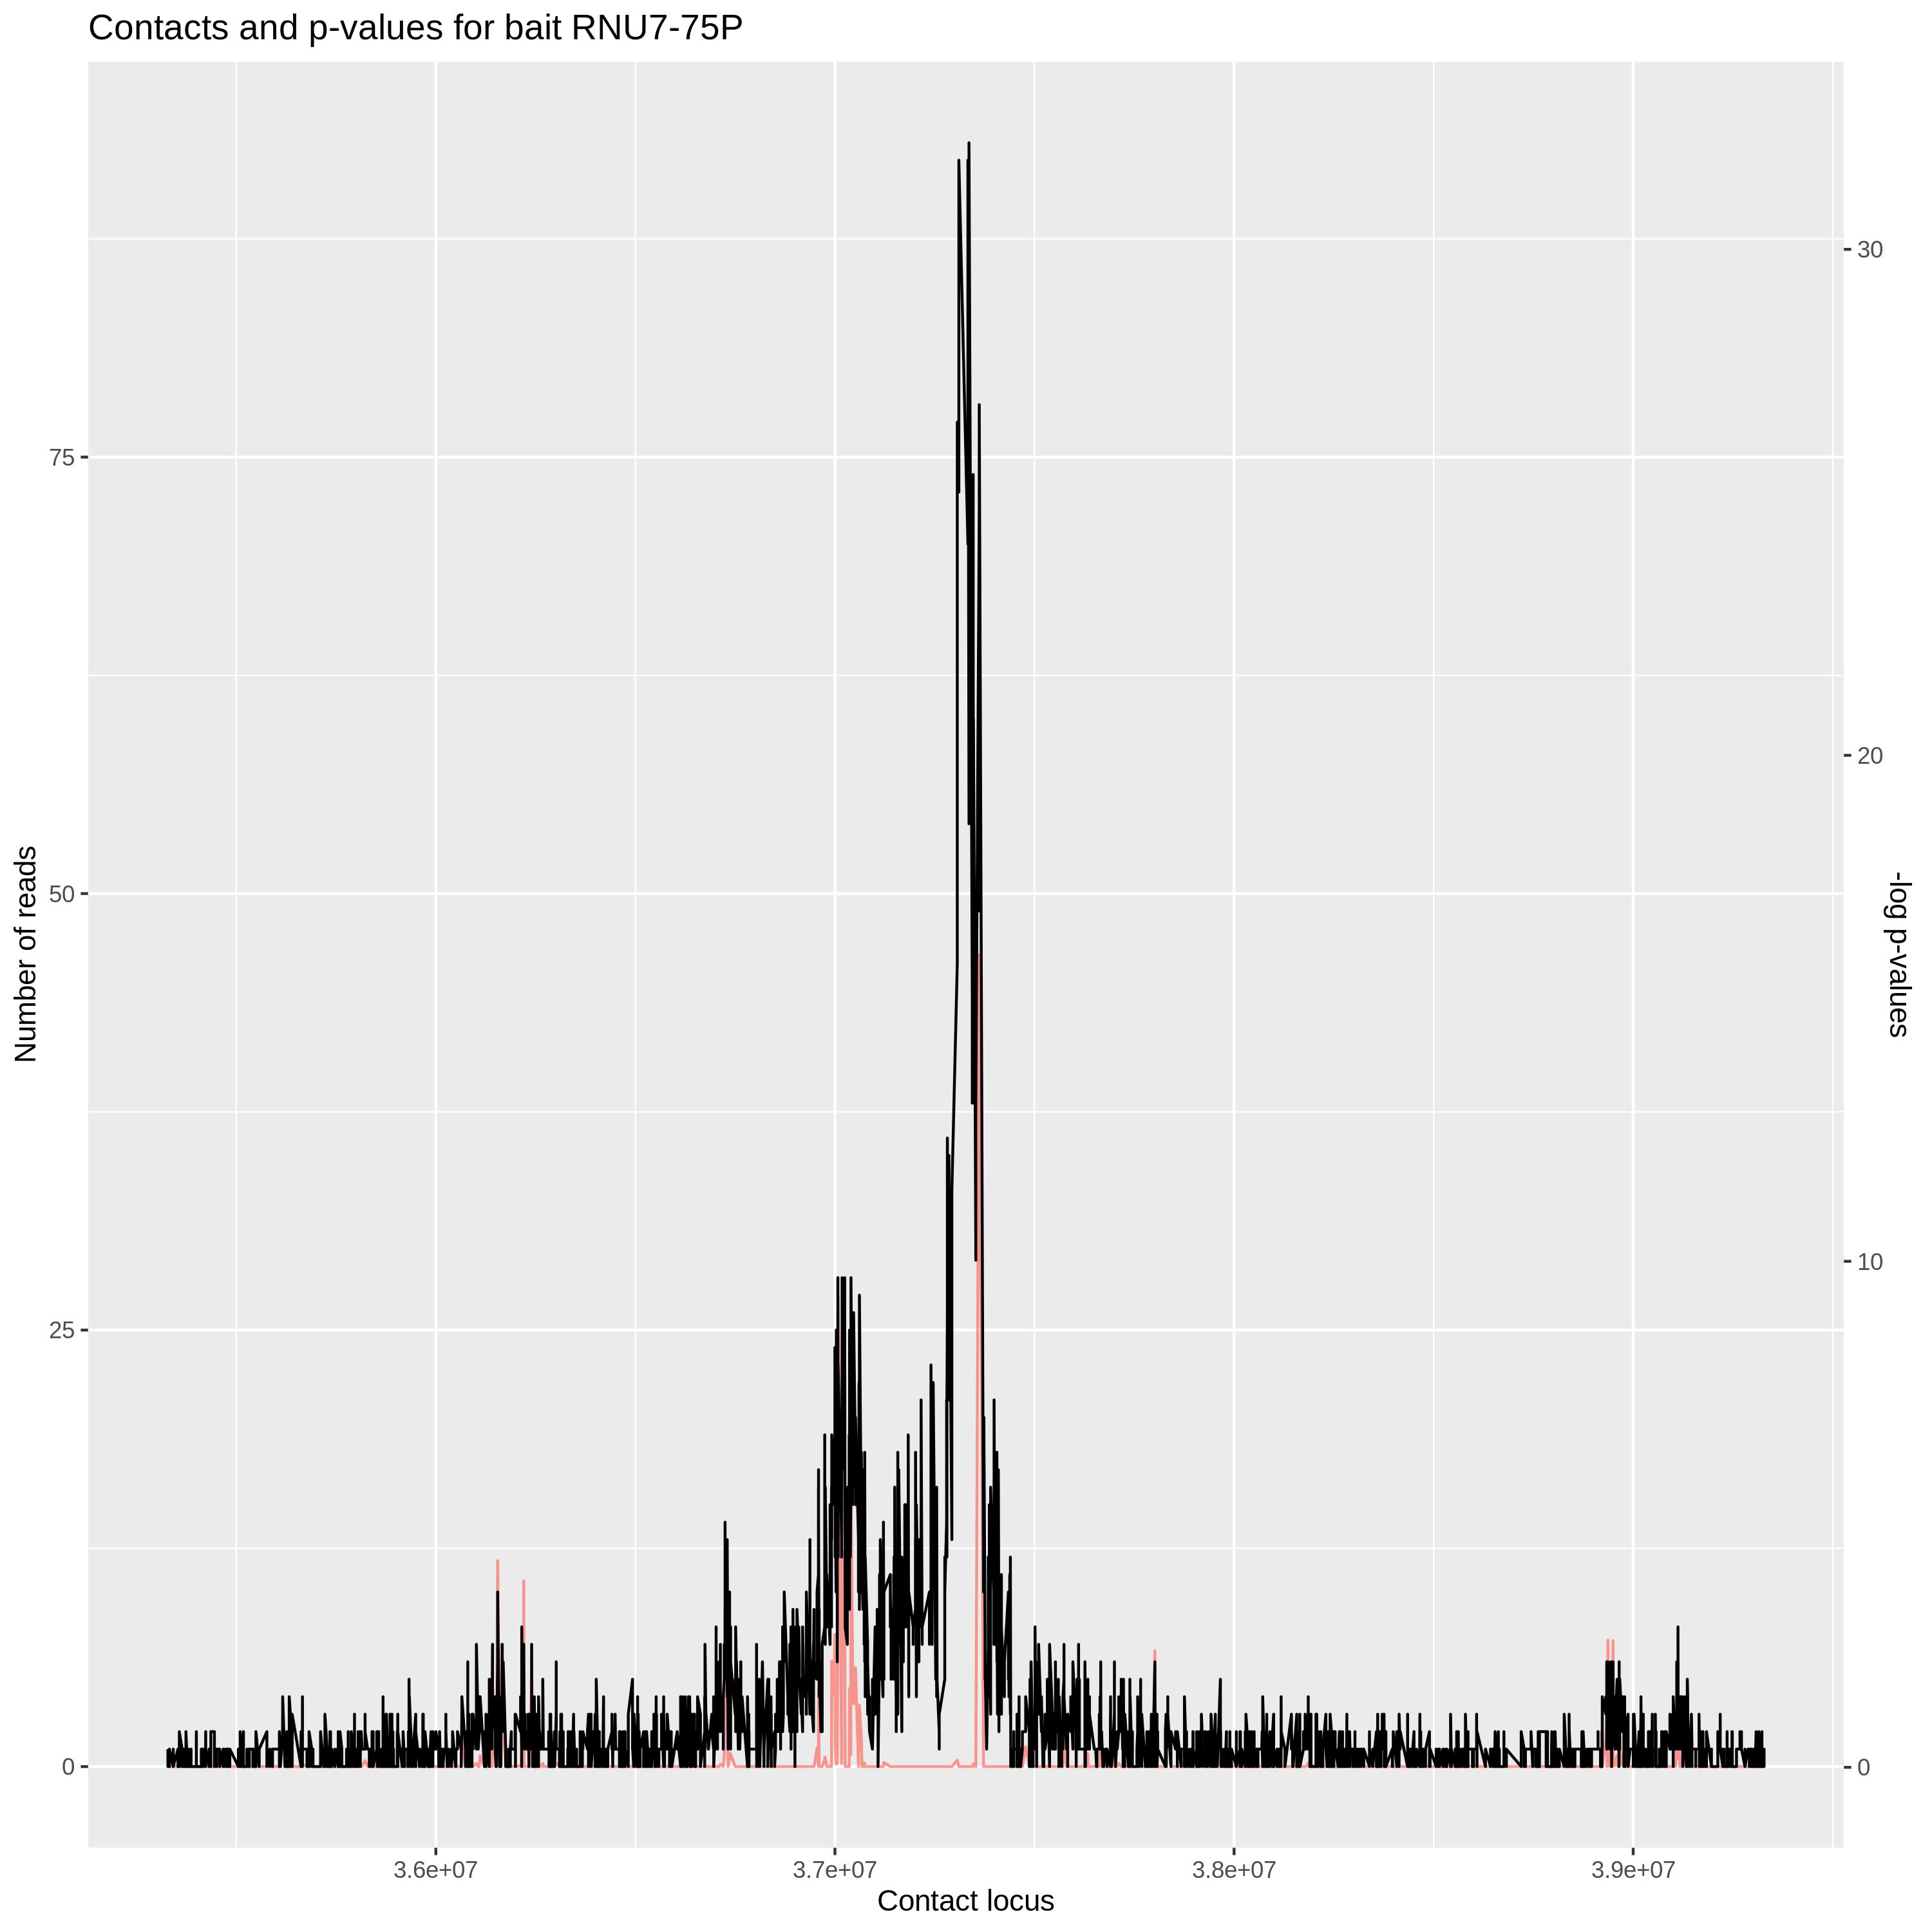 Contacts and p-values for bait RNU7-75P
75
50
25
0
Number of reads
30
20
10
0
-log p-values
3.6e+07
3.7e+07
3.8e+07
3.9e+07
Contact locus